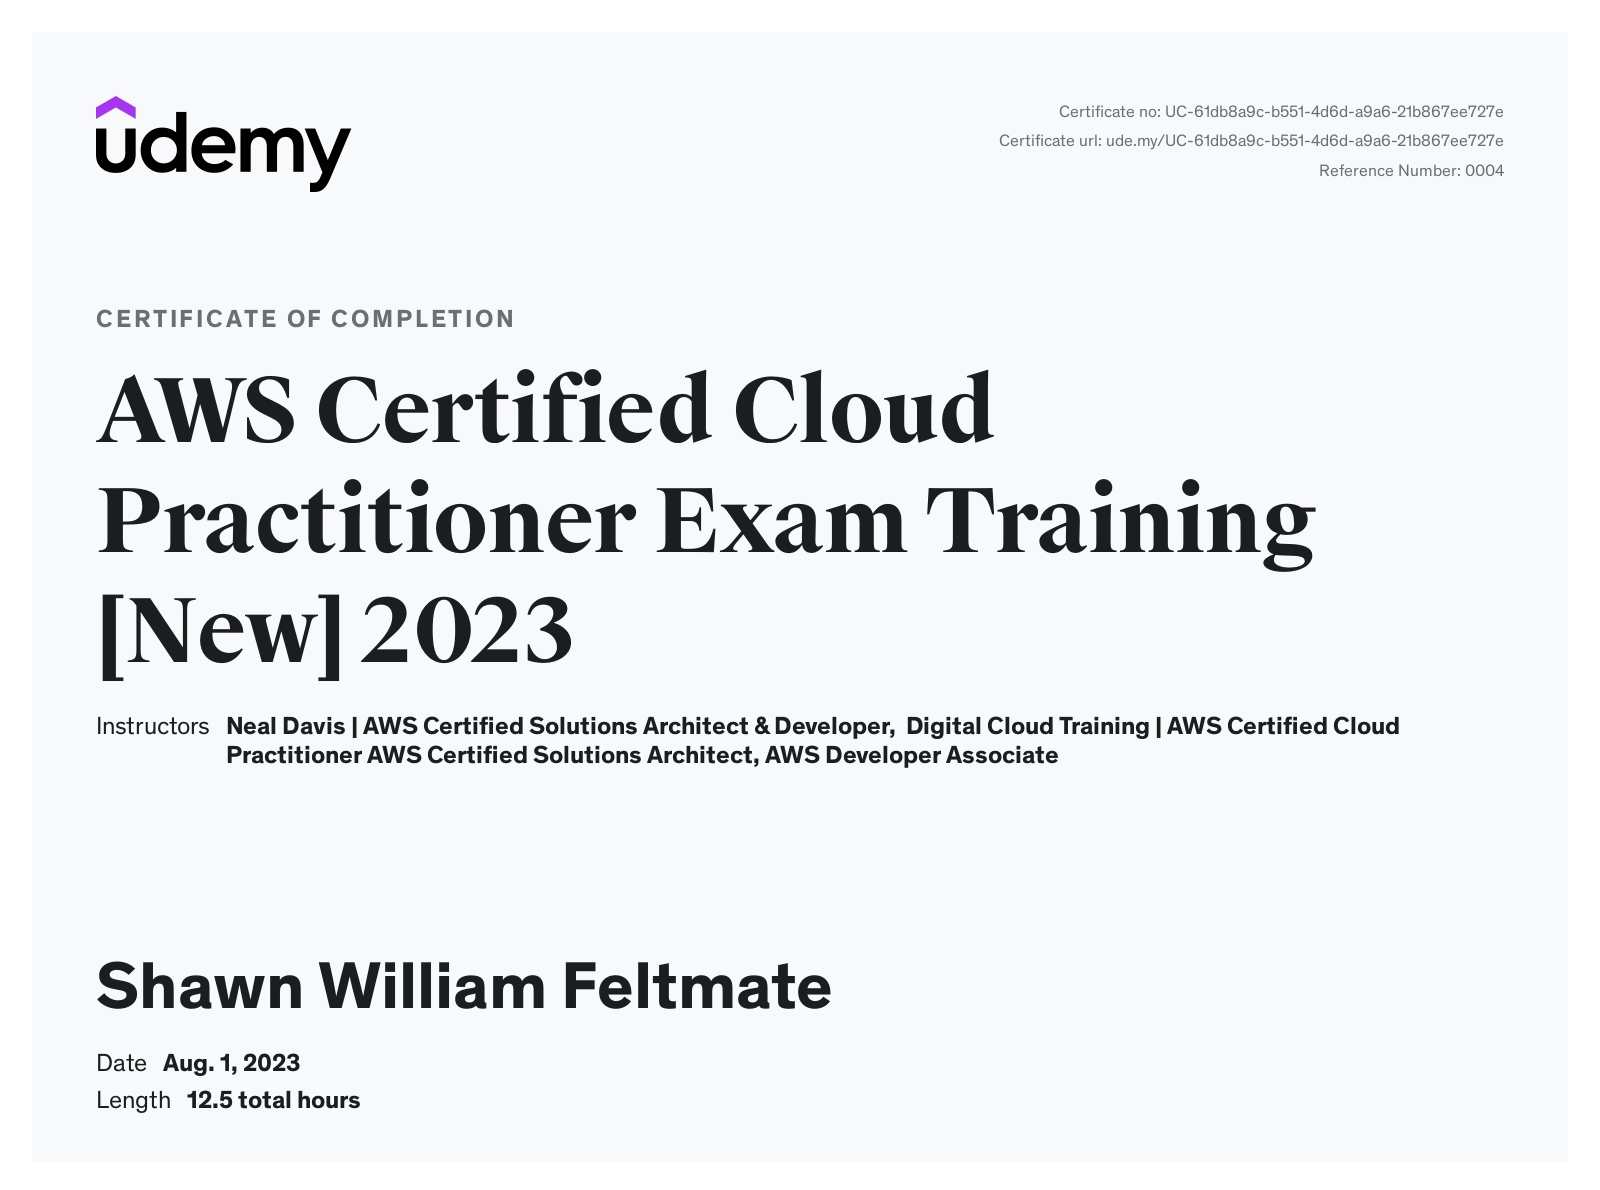 udemy
Certificate no: UC-61db8a9c-b551-4d6d-a9a6-21b867ee727e
Certificate url: ude.my/UC-61db8a9c-b551-4d6d-a9a6-21b867ee727e
Reference Number: 0004
CERTIFICATE OF COMPLETION
AWS Certified Cloud
Practitioner Exam Training
[New] 2023
Instructors Neal Davis | AWS Certified Solutions Architect & Developer, Digital Cloud Training | AWS Certified Cloud
Practitioner AWS Certified Solutions Architect, AWS Developer Associate
Shawn William Feltmate
Date Aug. 1, 2023
Length 12.5 total hours